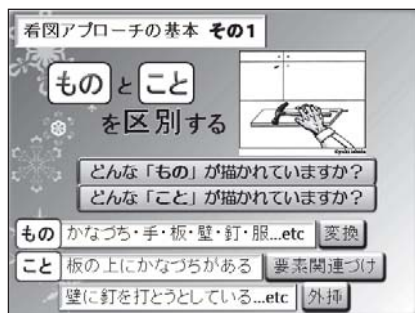 看図アプローチの基本 その1
もの と こと
を区別する
どんな「もの」が描かれていますか?
どんな「こと」が描かれていますか?
もの かなづち・手・板・壁・釘・服...etc 変換
こと 板の上にかなづちがある 要素関連づけ
壁に釘を打とうとしている...etc 外挿